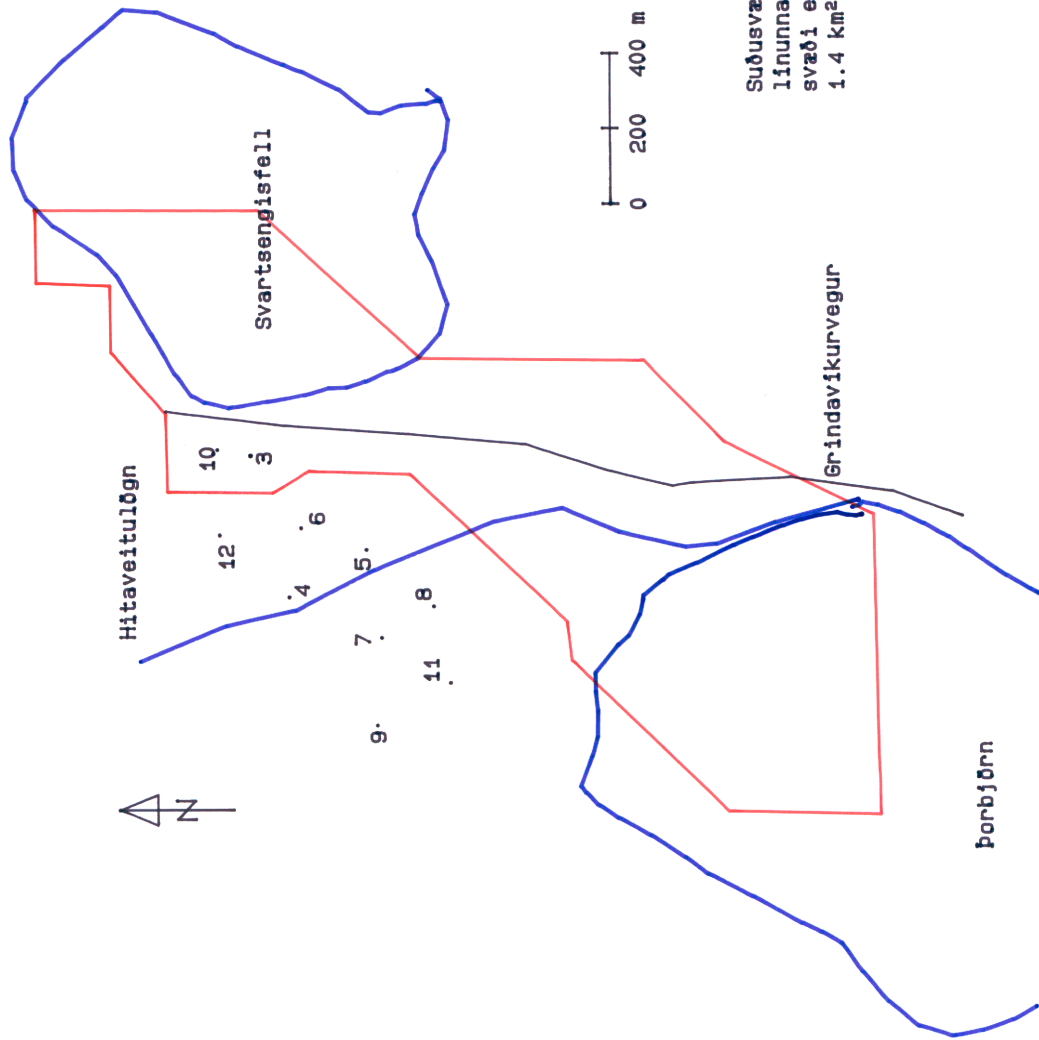 Hitaveitulögn
N
10
12
3
Svartsengisfell
4
6
5
7
9
8
11
0 200 400 m
Suðusvæ
línunna
svæði e
1.4 km²
Grindavíkurvegur
Þorbjörn